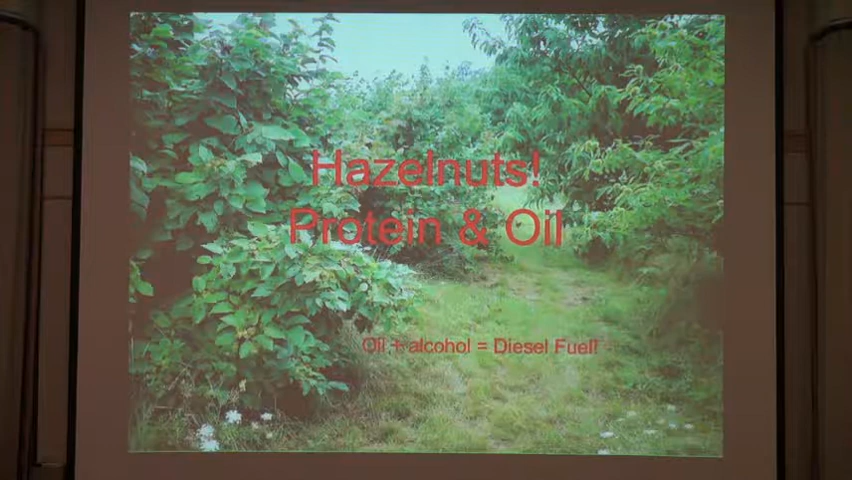 Hazelnuts!
Protein & Oil
Oil + alcohol = Diesel Fuel!